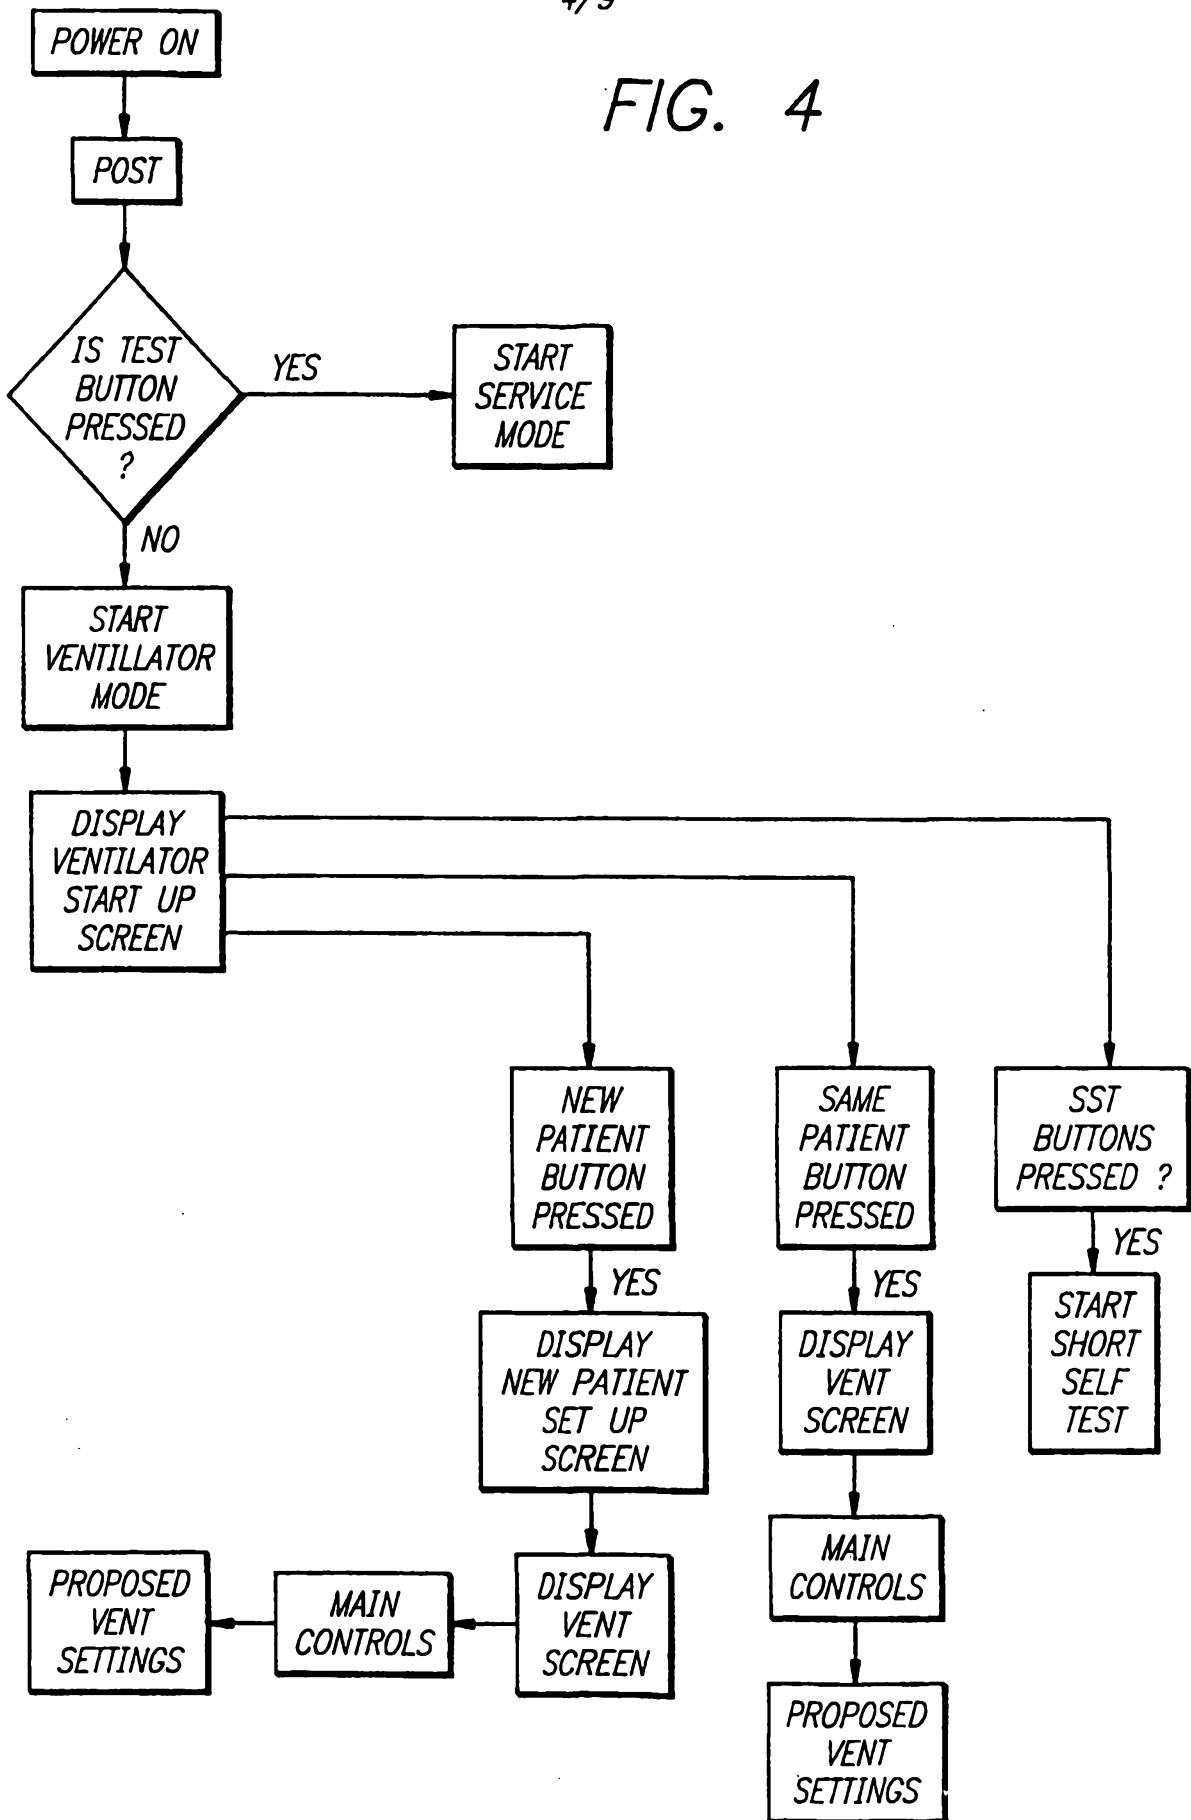 4/9
FIG. 4
POWER ON
POST
IS TEST
BUTTON
PRESSED
?
YES
START
SERVICE
MODE
NO
START
VENTILLATOR
MODE
DISPLAY
VENTILATOR
START UP
SCREEN
NEW
PATIENT
BUTTON
PRESSED
SAME
PATIENT
BUTTON
PRESSED
SST
BUTTONS
PRESSED ?
YES
YES
YES
DISPLAY
NEW PATIENT
SET UP
SCREEN
DISPLAY
VENT
SCREEN
START
SHORT
SELF
TEST
PROPOSED
VENT
SETTINGS
MAIN
CONTROLS
DISPLAY
VENT
SCREEN
MAIN
CONTROLS
PROPOSED
VENT
SETTINGS